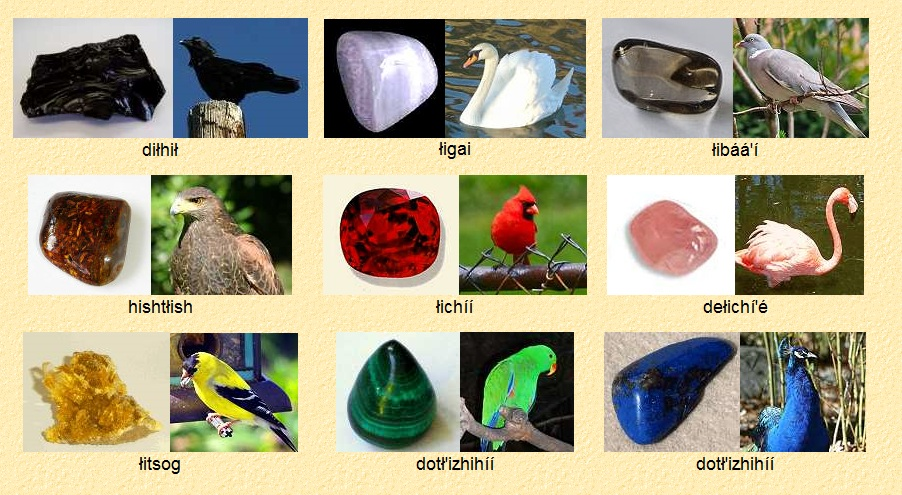 diłhił
łigai
łibáá'í
hishtłish
łichíí
dełichí'é
łitsog
dotł'izhihíí
dotł'izhihíí